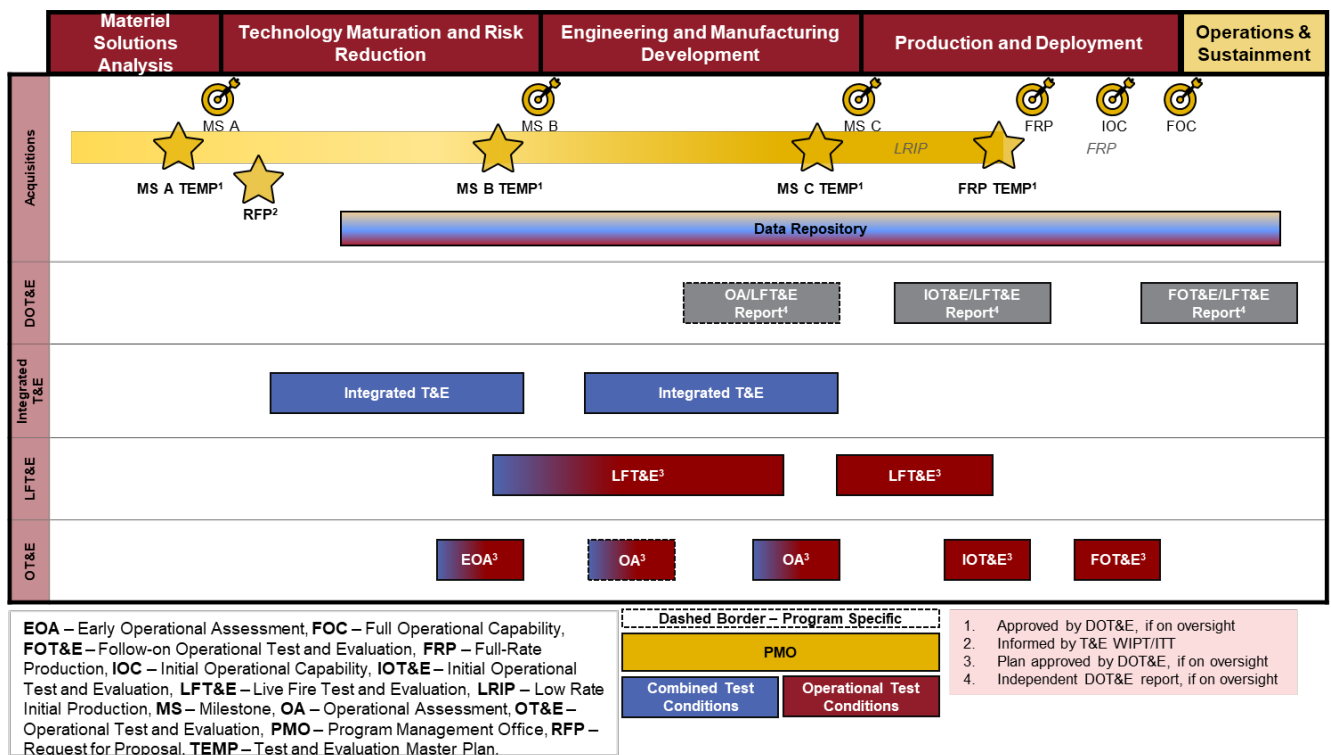 Materiel
Solutions
Analysis
Technology Maturation and Risk
Reduction
Engineering and Manufacturing
Development
Production and Deployment
Operations &
Sustainment
Acquisitions
MS A
MS B
MS C
FRP
IOC
FOC
LRIP
FRP
MS A TEMP¹
MS B TEMP¹
MS C TEMP¹
FRP TEMP¹
RFP²
Data Repository
DOT&E
OA/LFT&E
Report⁴
IOT&E/LFT&E
Report⁴
FOT&E/LFT&E
Report⁴
Integrated
T&E
Integrated T&E
Integrated T&E
LFT&E
LFT&E³
LFT&E³
OT&E
EOA³
OA³
OA³
IOT&E³
FOT&E³
EOA – Early Operational Assessment, FOC – Full Operational Capability,
FOT&E – Follow-on Operational Test and Evaluation, FRP – Full-Rate
Production, IOC – Initial Operational Capability, IOT&E – Initial Operational
Test and Evaluation, LFT&E – Live Fire Test and Evaluation, LRIP – Low Rate
Initial Production, MS – Milestone, OA – Operational Assessment, OT&E –
Operational Test and Evaluation, PMO – Program Management Office, RFP –
Request for Proposal, TEMP – Test and Evaluation Master Plan.
Dashed Border – Program Specific
PMO
Combined Test
Conditions
Operational Test
Conditions
1. Approved by DOT&E, if on oversight
2. Informed by T&E WIPT/ITT
3. Plan approved by DOT&E, if on oversight
4. Independent DOT&E report, if on oversight